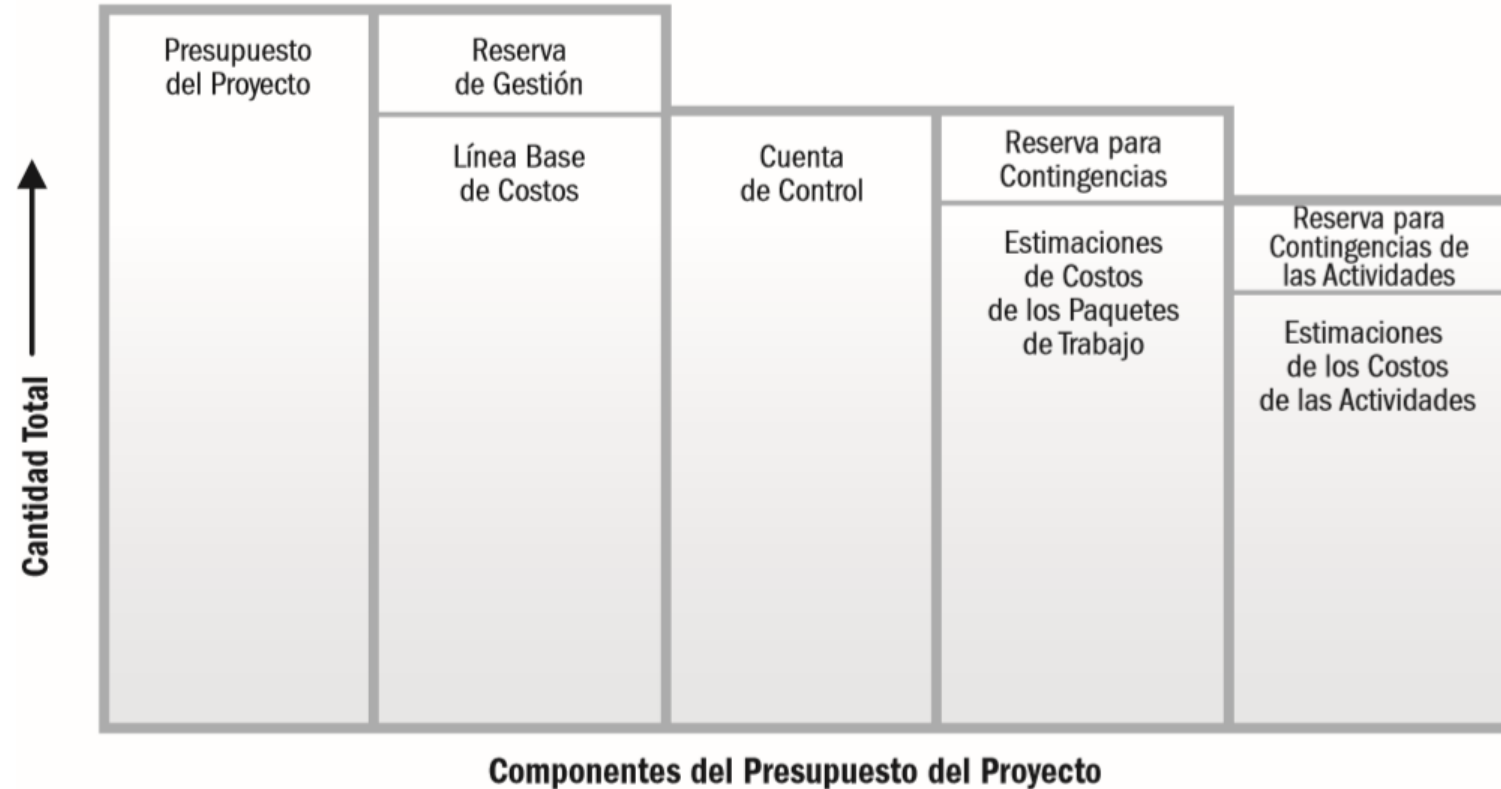 Presupuesto
del Proyecto
Reserva
de Gestión
Línea Base
de Costos
Cuenta
de Control
Reserva para
Contingencias
Estimaciones
de Costos
de los Paquetes
de Trabajo
Reserva para
Contingencias de
las Actividades
Estimaciones
de los Costos
de las Actividades
Cantidad Total
Componentes del Presupuesto del Proyecto